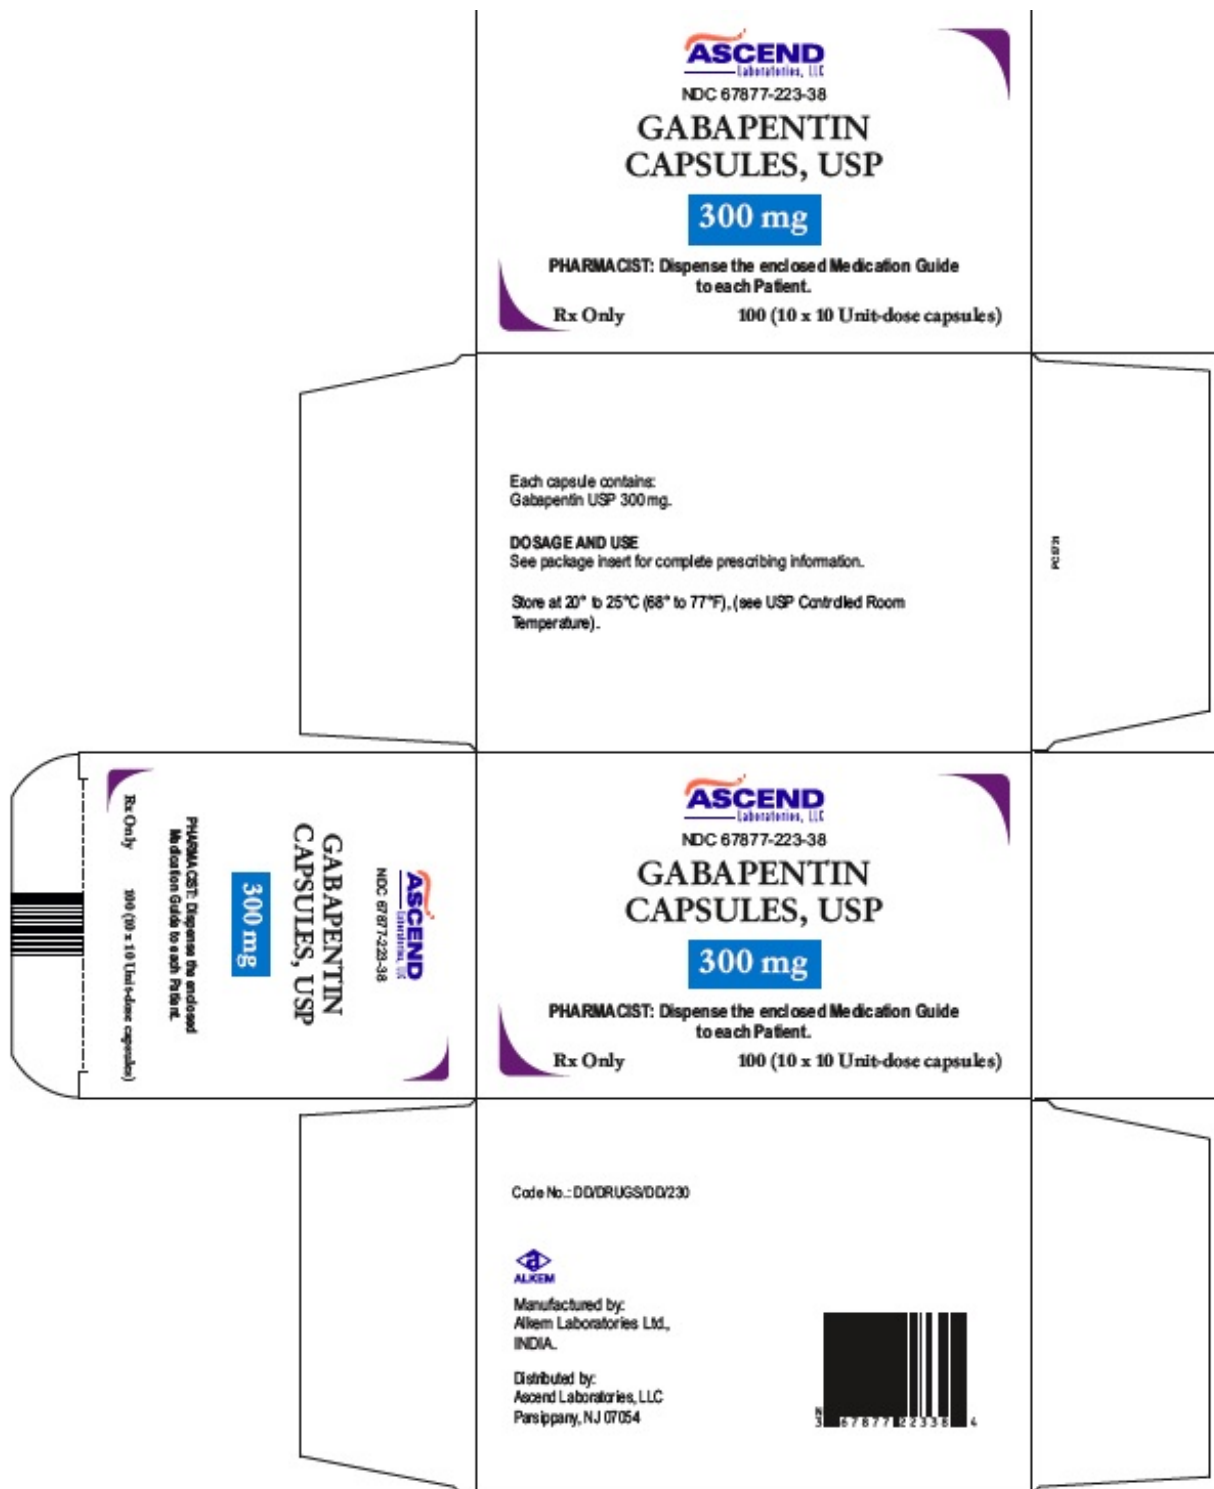 ASCEND
Laboratories, LLC
NDC 67877-223-38
GABAPENTIN
CAPSULES, USP
300 mg
PHARMACIST: Dispense the enclosed Medication Guide
to each Patient.
Rx Only 100 (10 x 10 Unit-dose capsules)
Each capsule contains:
Gabapentin USP 300 mg.
DOSAGE AND USE
See package insert for complete prescribing information.
Store at 20° to 25°C (68° to 77°F), (see USP Controlled Room
Temperature).
ASCEND
Laboratories, LLC
NDC 67877-223-38
GABAPENTIN
CAPSULES, USP
300 mg
PHARMACIST: Dispense the enclosed
Medication Guide to each Patient.
Rx Only 100 (10 x 10 Unit-dose capsules)
ASCEND
Laboratories, LLC
NDC 67877-223-38
GABAPENTIN
CAPSULES, USP
300 mg
PHARMACIST: Dispense the enclosed Medication Guide
to each Patient.
Rx Only 100 (10 x 10 Unit-dose capsules)
Code No.: DD/DRUGS/DD/230
ALKEM
Manufactured by:
Alkem Laboratories Ltd.,
INDIA.
Distributed by:
Ascend Laboratories, LLC
Parsippany, NJ 07054
N
3 67877 22338 4